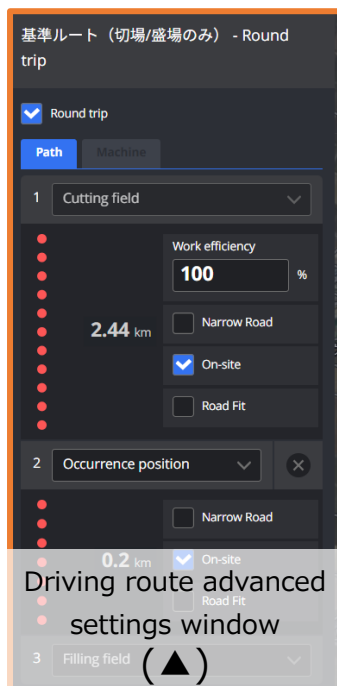 基準ルート（切場/盛場のみ） - Round
trip
Round trip
Path Machine
1 Cutting field
Work efficiency
100 %
2.44 km
Narrow Road
On-site
Road Fit
2 Occurrence position
Narrow Road
0.2 km
On-site
Road Fit
Driving route advanced
settings window
3 Filling field
(▲)